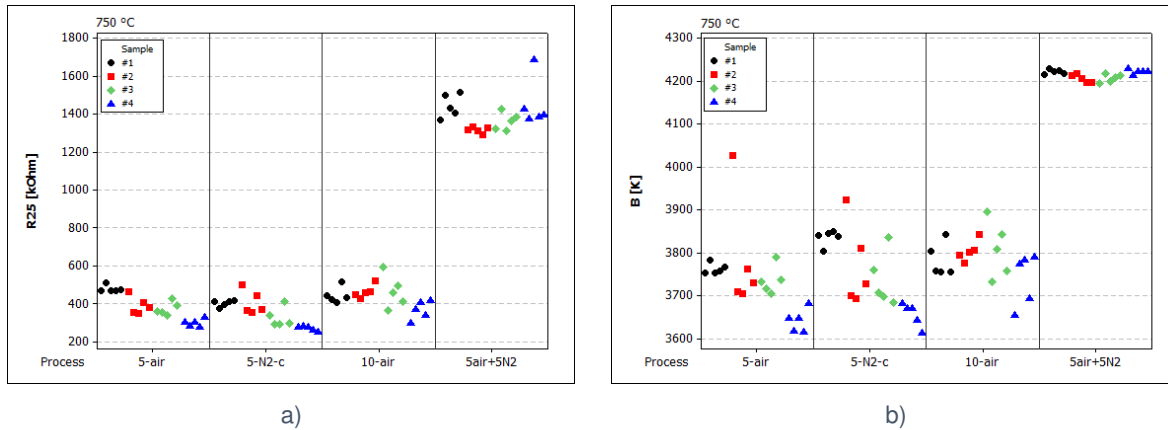 750 °C
1800
1600
1400
1200
1000
800
600
400
200
R25 [kOhm]
Sample
#1
#2
#3
#4
Process 5-air 5-N2-c 10-air 5air+5N2
a)
750 °C
4300
4200
4100
4000
3900
3800
3700
3600
B [K]
Sample
#1
#2
#3
#4
Process 5-air 5-N2-c 10-air 5air+5N2
b)